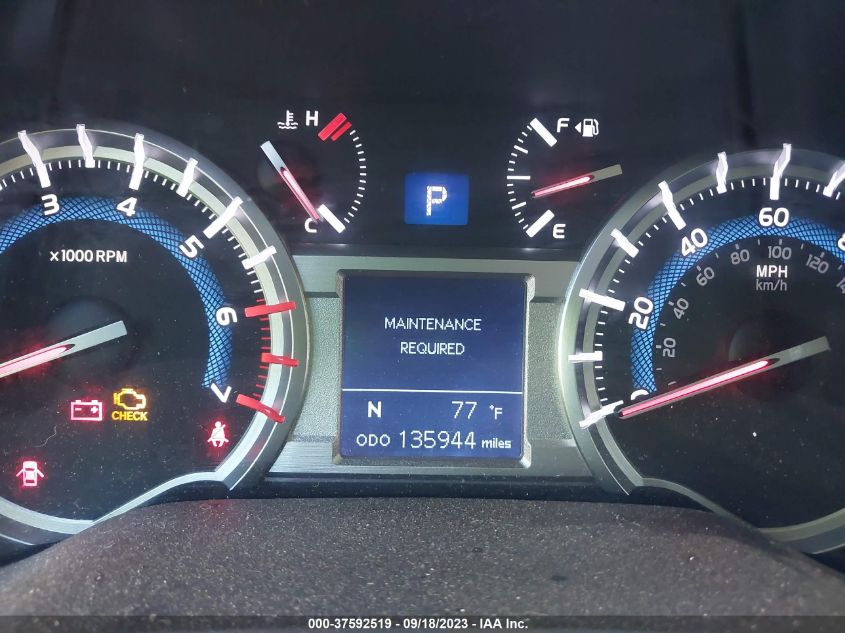 H
C
F
E
P
3
4
5
6
7
x1000 RPM
CHECK
MAINTENANCE
REQUIRED
N 77 °F
ODO 135944 miles
20
40
60
MPH
km/h
20
40
60
80
100
120
000-37592519 - 09/18/2023 - IAA Inc.